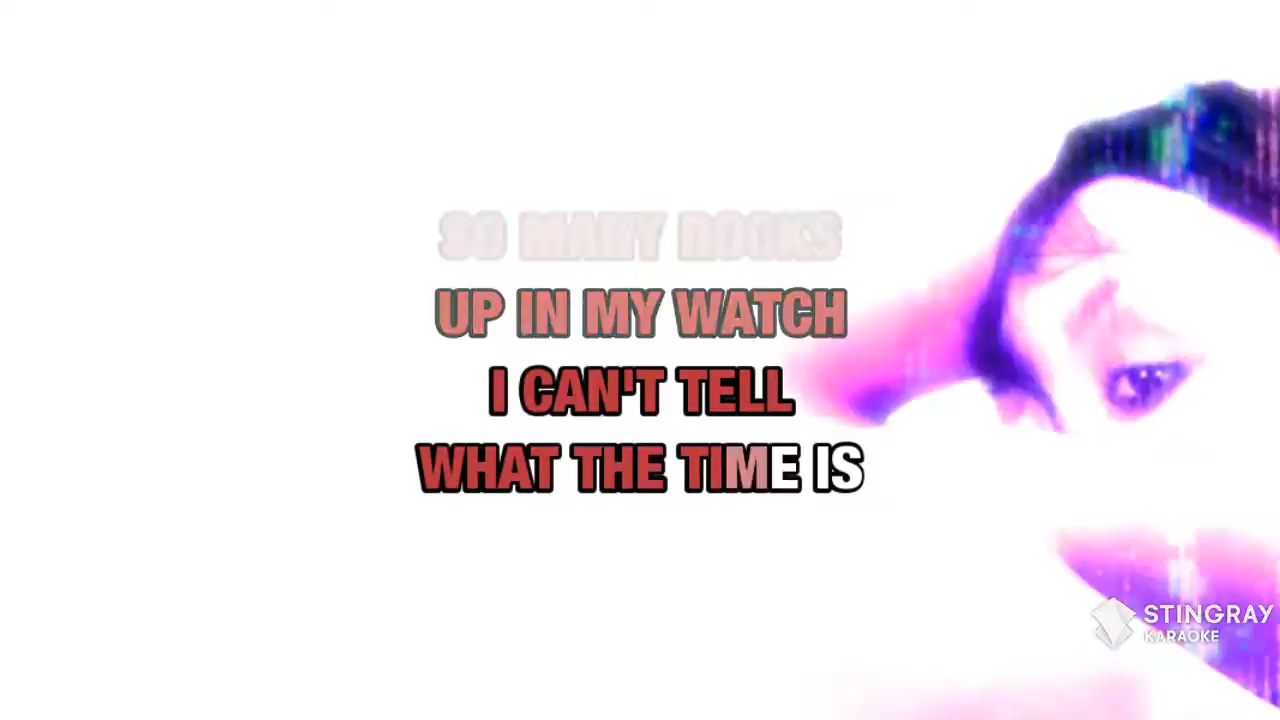 SO MANY ROCKS
UP IN MY WATCH
I CAN'T TELL
WHAT THE TIME IS
STINGRAY
KARAOKE